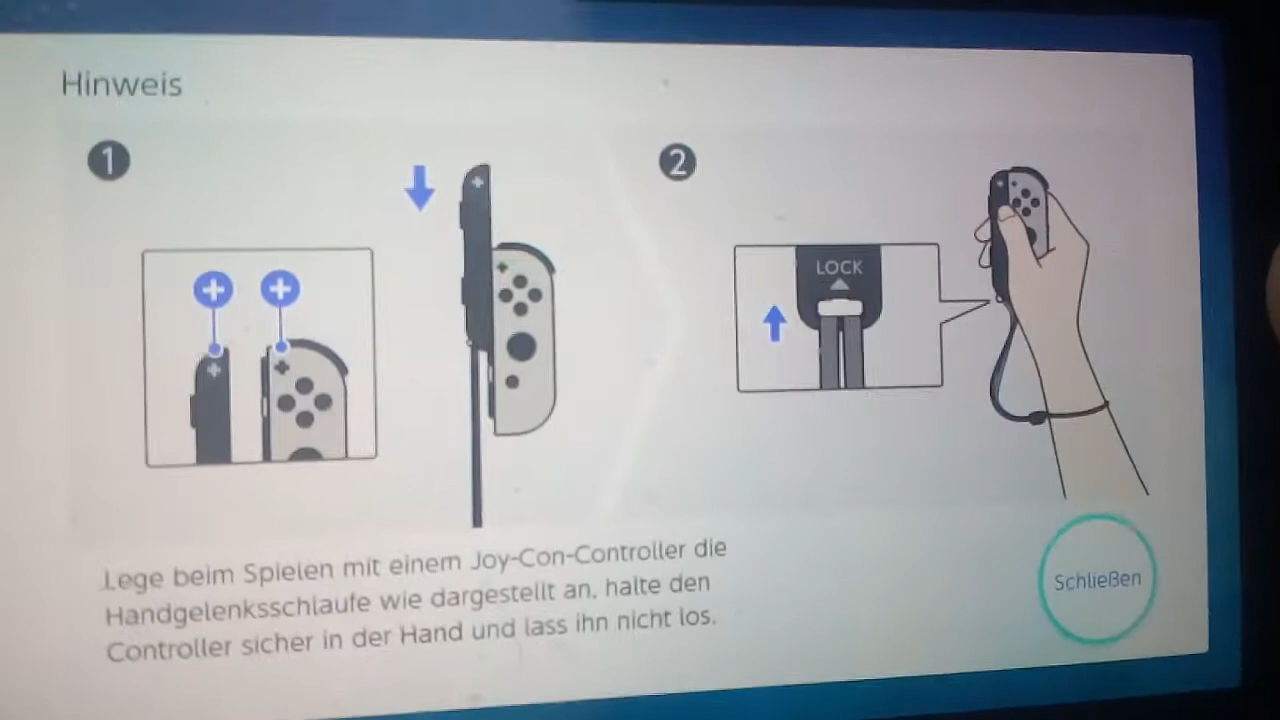 Hinweis
1
2
LOCK
Lege beim Spielen mit einem Joy-Con-Controller die
Handgelenksschlaufe wie dargestellt an, halte den
Controller sicher in der Hand und lass ihn nicht los.
Schließen